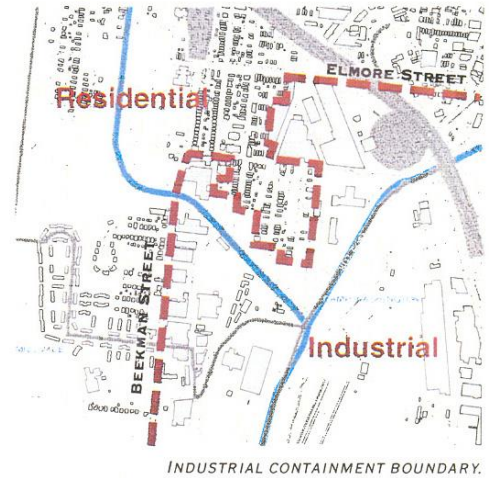 ELMORE STREET
Residential
BEEKMAN STREET
Industrial
INDUSTRIAL CONTAINMENT BOUNDARY.